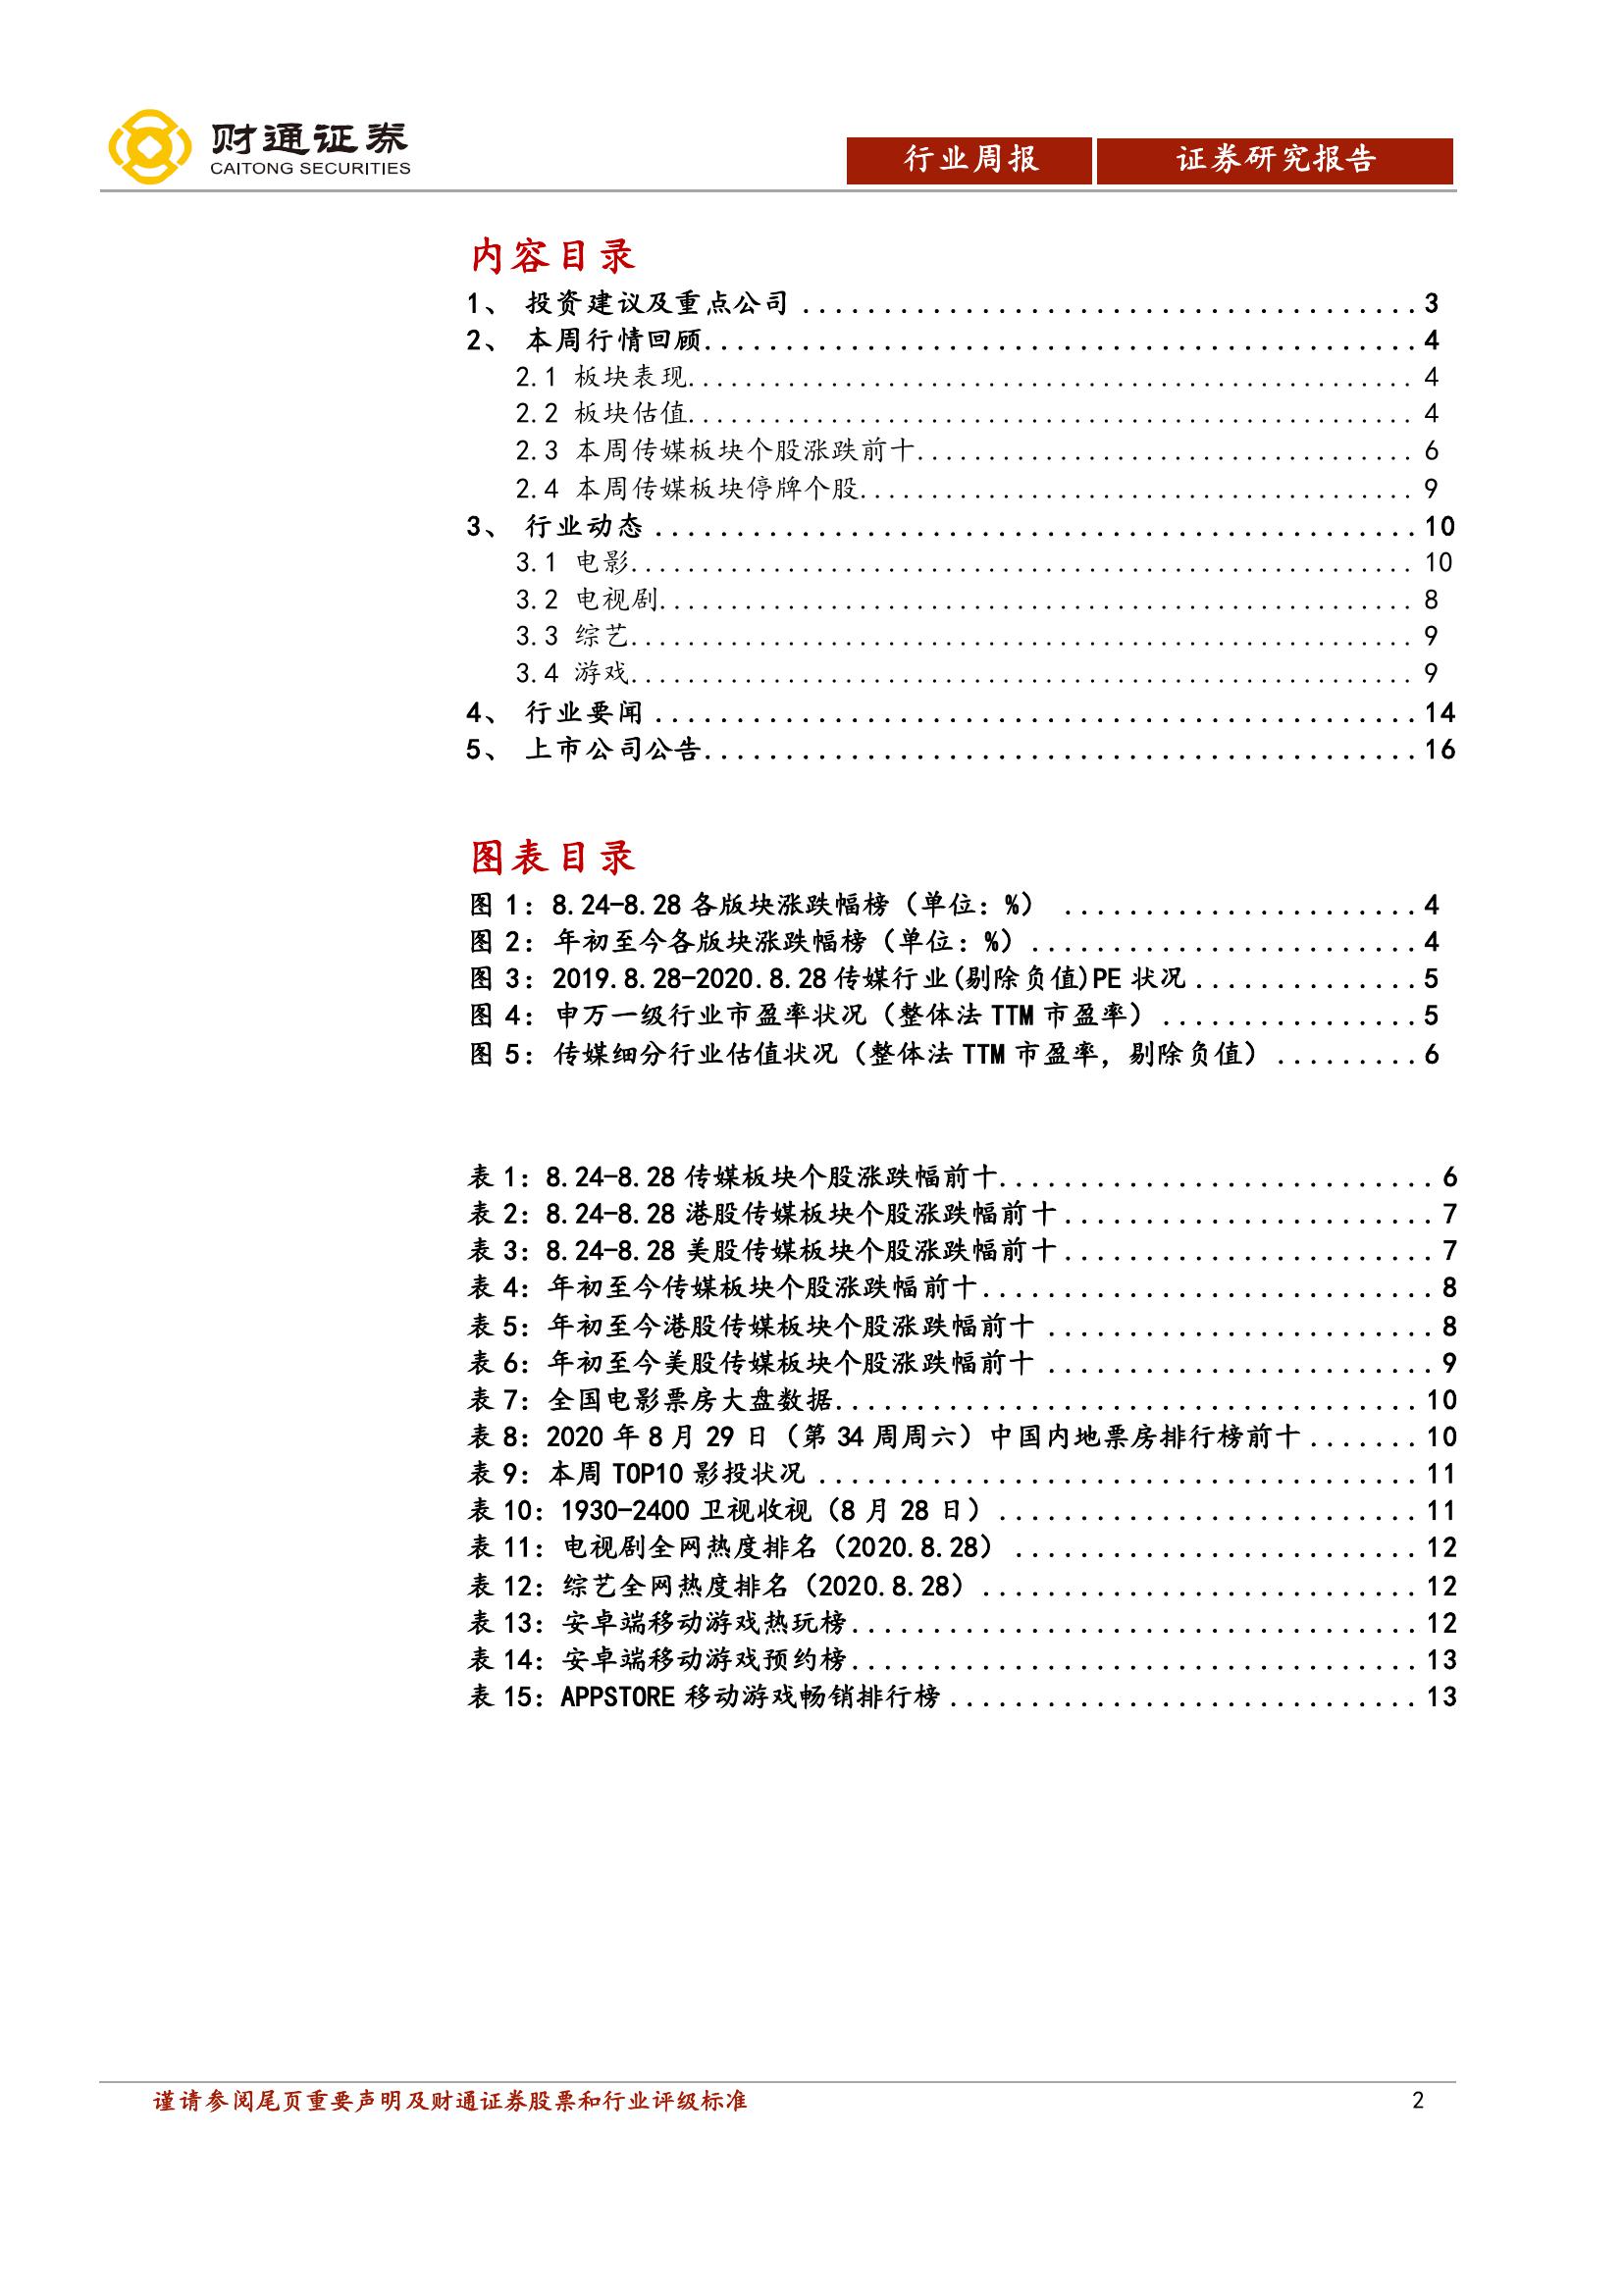 财通证券
CAITONG SECURITIES
行业周报
证券研究报告
内容目录
1、 投资建议及重点公司 ...................................... 3
2、 本周行情回顾............................................ 4
2.1 板块表现.................................................... 4
2.2 板块估值.................................................... 4
2.3 本周传媒板块个股涨跌前十.................................... 6
2.4 本周传媒板块停牌个股........................................ 9
3、 行业动态 ............................................... 10
3.1 电影........................................................ 10
3.2 电视剧...................................................... 8
3.3 综艺........................................................ 9
3.4 游戏........................................................ 9
4、 行业要闻 ............................................... 14
5、 上市公司公告............................................ 16
图表目录
图 1: 8.24-8.28 各版块涨跌幅榜（单位：%） ...................... 4
图 2: 年初至今各版块涨跌幅榜（单位：%）........................ 4
图 3: 2019.8.28-2020.8.28 传媒行业(剔除负值)PE 状况.............. 5
图 4: 申万一级行业市盈率状况（整体法 TTM 市盈率） ................ 5
图 5: 传媒细分行业估值状况（整体法 TTM 市盈率，剔除负值） ......... 6
表 1: 8.24-8.28 传媒板块个股涨跌幅前十........................... 6
表 2: 8.24-8.28 港股传媒板块个股涨跌幅前十....................... 7
表 3: 8.24-8.28 美股传媒板块个股涨跌幅前十....................... 7
表 4: 年初至今传媒板块个股涨跌幅前十............................ 8
表 5: 年初至今港股传媒板块个股涨跌幅前十 ........................ 8
表 6: 年初至今美股传媒板块个股涨跌幅前十 ........................ 9
表 7: 全国电影票房大盘数据.................................... 10
表 8: 2020 年 8 月 29 日（第 34 周周六）中国内地票房排行榜前十....... 10
表 9: 本周 TOP10 影投状况 ..................................... 11
表 10: 1930-2400 卫视收视（8 月 28 日）.......................... 11
表 11: 电视剧全网热度排名（2020.8.28） ......................... 12
表 12: 综艺全网热度排名（2020.8.28）........................... 12
表 13: 安卓端移动游戏热玩榜................................... 12
表 14: 安卓端移动游戏预约榜................................... 13
表 15: APPSTORE 移动游戏畅销排行榜............................. 13
谨请参阅尾页重要声明及财通证券股票和行业评级标准
2